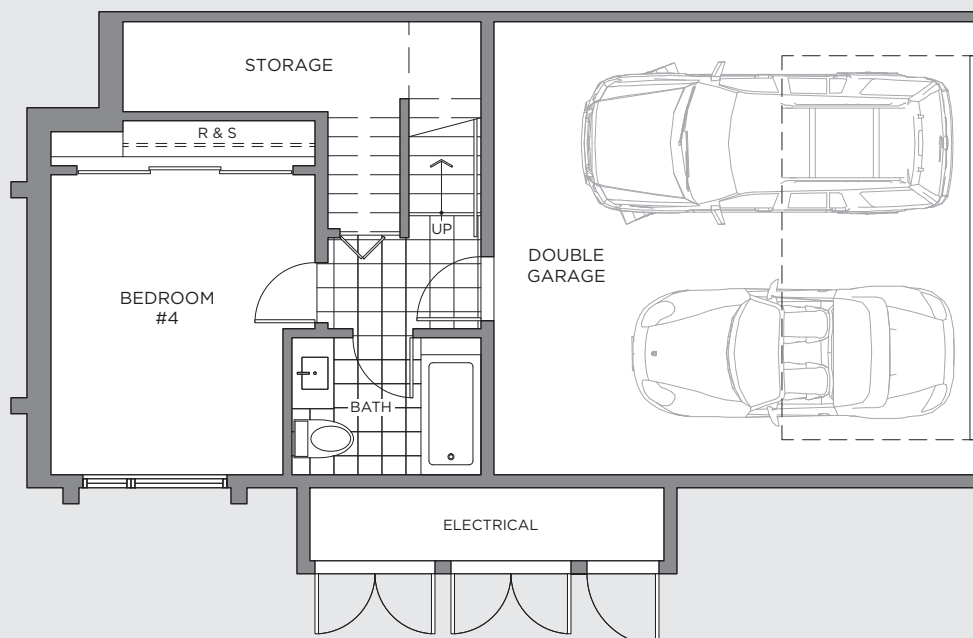 STORAGE
R & S
UP
DOUBLE
GARAGE
BEDROOM
#4
BATH
ELECTRICAL